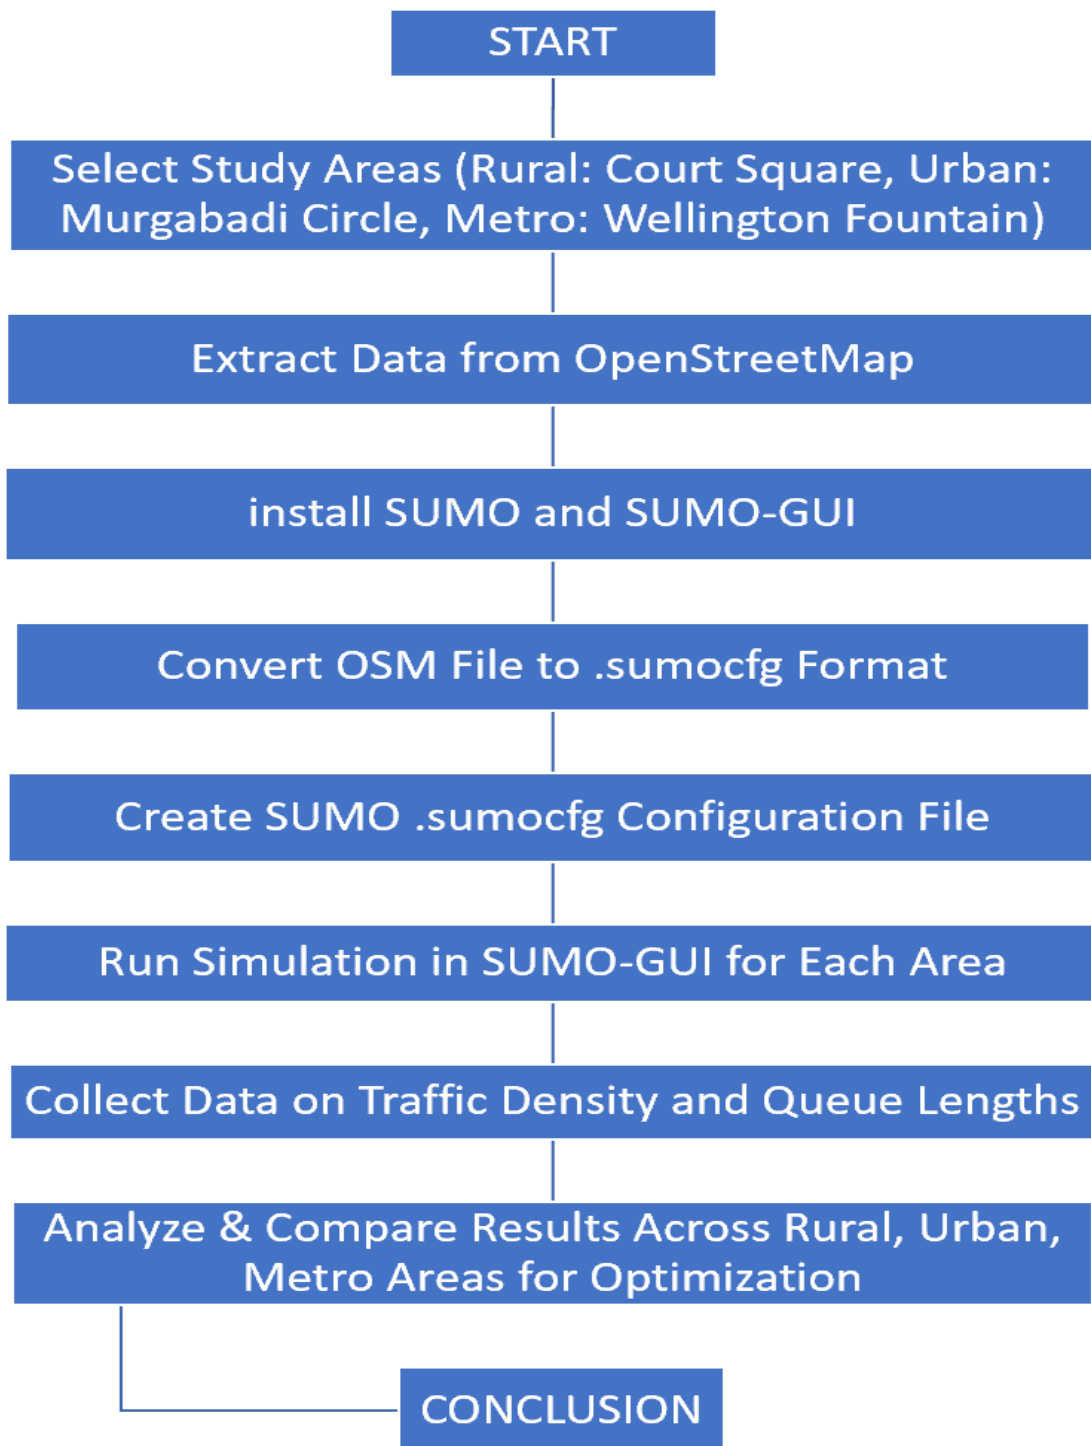 START
Select Study Areas (Rural: Court Square, Urban:
Murgabadi Circle, Metro: Wellington Fountain)
Extract Data from OpenStreetMap
install SUMO and SUMO-GUI
Convert OSM File to .sumocfg Format
Create SUMO .sumocfg Configuration File
Run Simulation in SUMO-GUI for Each Area
Collect Data on Traffic Density and Queue Lengths
Analyze & Compare Results Across Rural, Urban,
Metro Areas for Optimization
CONCLUSION